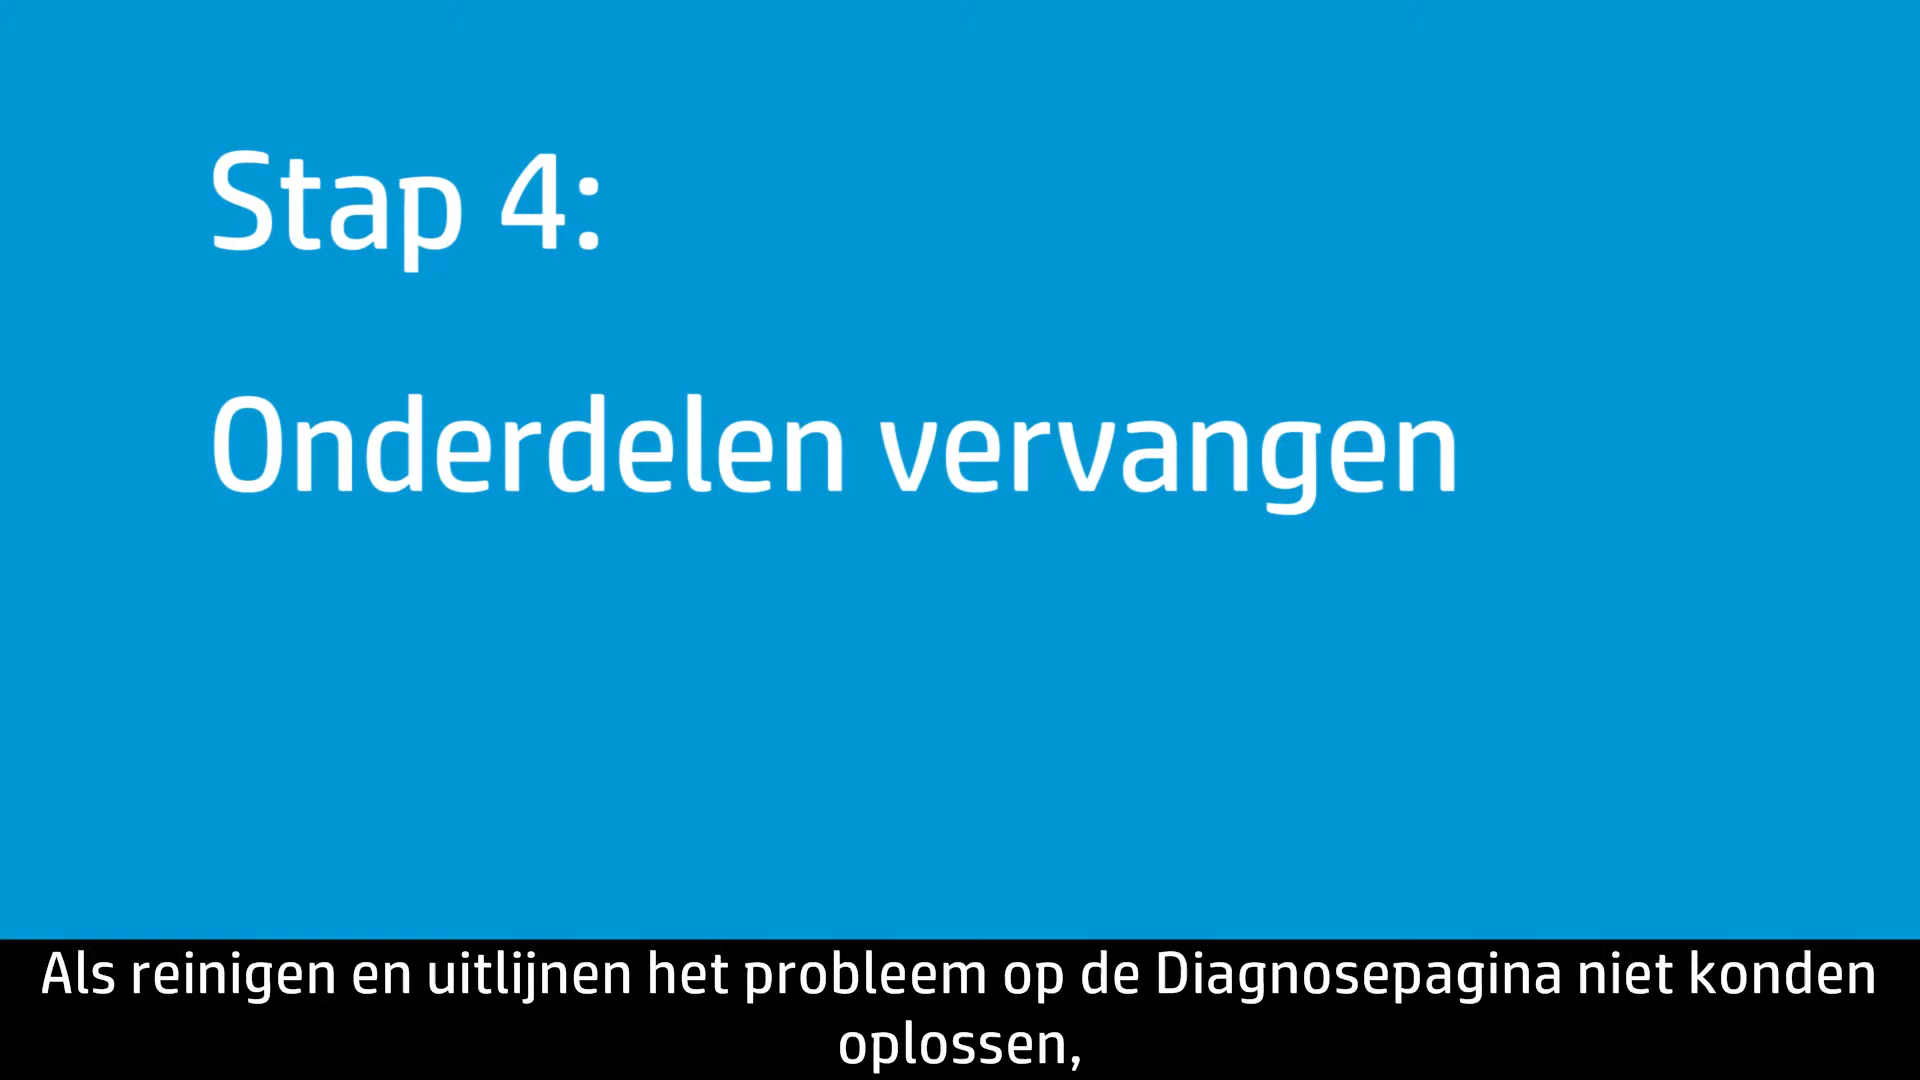 Stap 4:
Onderdelen vervangen
Als reinigen en uitlijnen het probleem op de Diagnosepagina niet konden
oplossen,